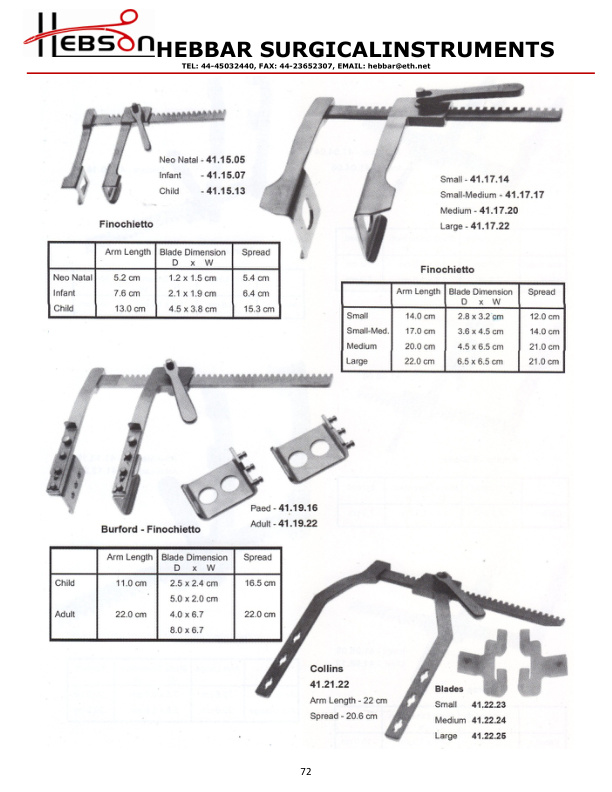 HEBSON
HEBBAR SURGICALINSTRUMENTS
TEL: 44-45032440, FAX: 44-23652307, EMAIL: hebbar@eth.net
Neo Natal - 41.15.05
Infant - 41.15.07
Child - 41.15.13
Finochietto
Arm Length Blade Dimension Spread
D x W
Neo Natal 5.2 cm 1.2 x 1.5 cm 5.4 cm
Infant 7.6 cm 2.1 x 1.9 cm 6.4 cm
Child 13.0 cm 4.5 x 3.8 cm 15.3 cm
Small - 41.17.14
Small-Medium - 41.17.17
Medium - 41.17.20
Large - 41.17.22
Finochietto
Arm Length Blade Dimension Spread
D x W
Small 14.0 cm 2.8 x 3.2 cm 12.0 cm
Small-Med. 17.0 cm 3.6 x 4.5 cm 14.0 cm
Medium 20.0 cm 4.5 x 6.5 cm 21.0 cm
Large 22.0 cm 6.5 x 6.5 cm 21.0 cm
Paed - 41.19.16
Adult - 41.19.22
Burford - Finochietto
Arm Length Blade Dimension Spread
D x W
Child 11.0 cm 2.5 x 2.4 cm 16.5 cm
5.0 x 2.0 cm
Adult 22.0 cm 4.0 x 6.7 22.0 cm
8.0 x 6.7
Collins
41.21.22
Arm Length - 22 cm
Spread - 20.6 cm
Blades
Small 41.22.23
Medium 41.22.24
Large 41.22.25
72